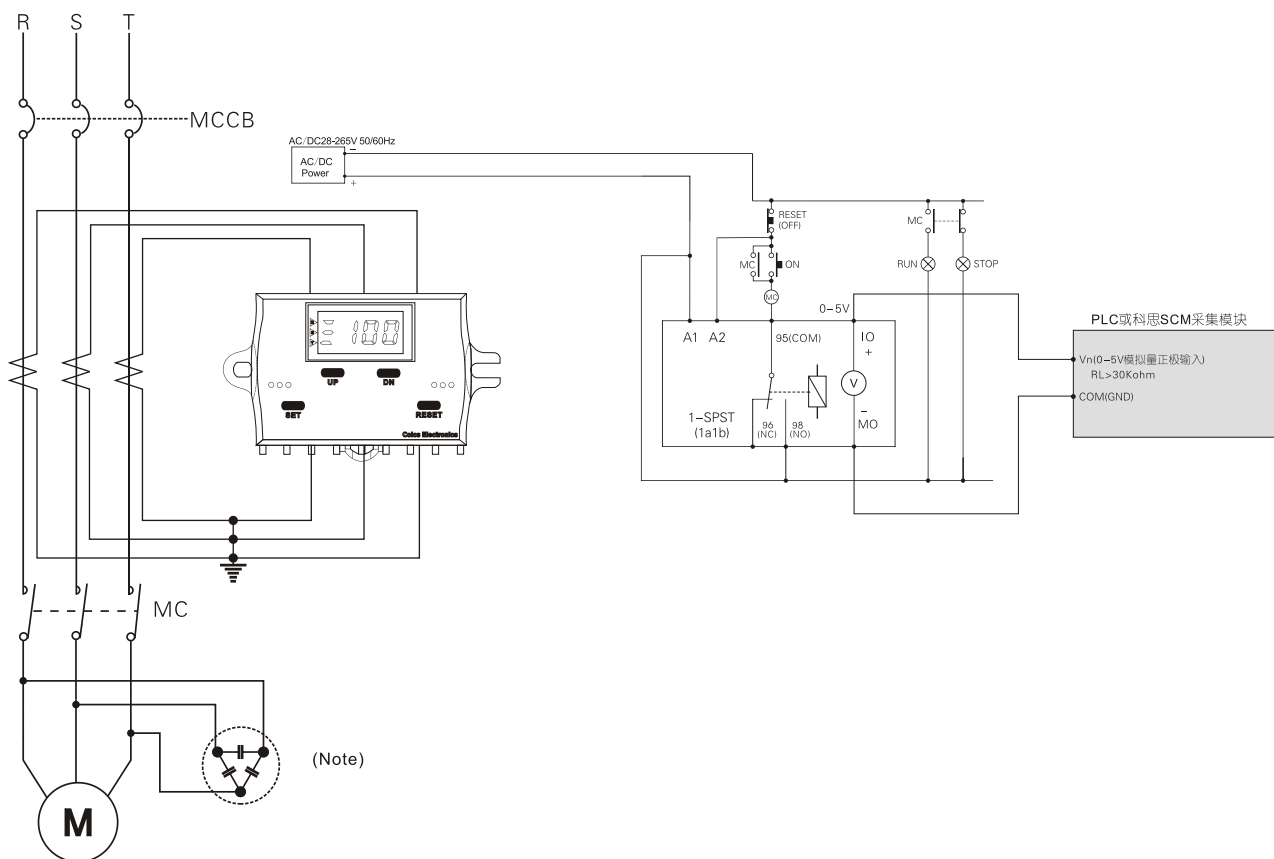 R S T
MCCB
AC/DC28-265V 50/60Hz
AC/DC
Power
−
+
RESET
(OFF)
MC
ON
MC
MC
RUN
STOP
0-5V
A1 A2
95(COM)
IO
+
V
−
MO
1-SPST
(1a1b)
96
(NC)
98
(NO)
PLC或科思SCM采集模块
Vn(0-5V模拟量正极输入)
RL>30Kohm
COM(GND)
100
UP
DN
SET
RESET
Coico Electronics
MC
(Note)
M